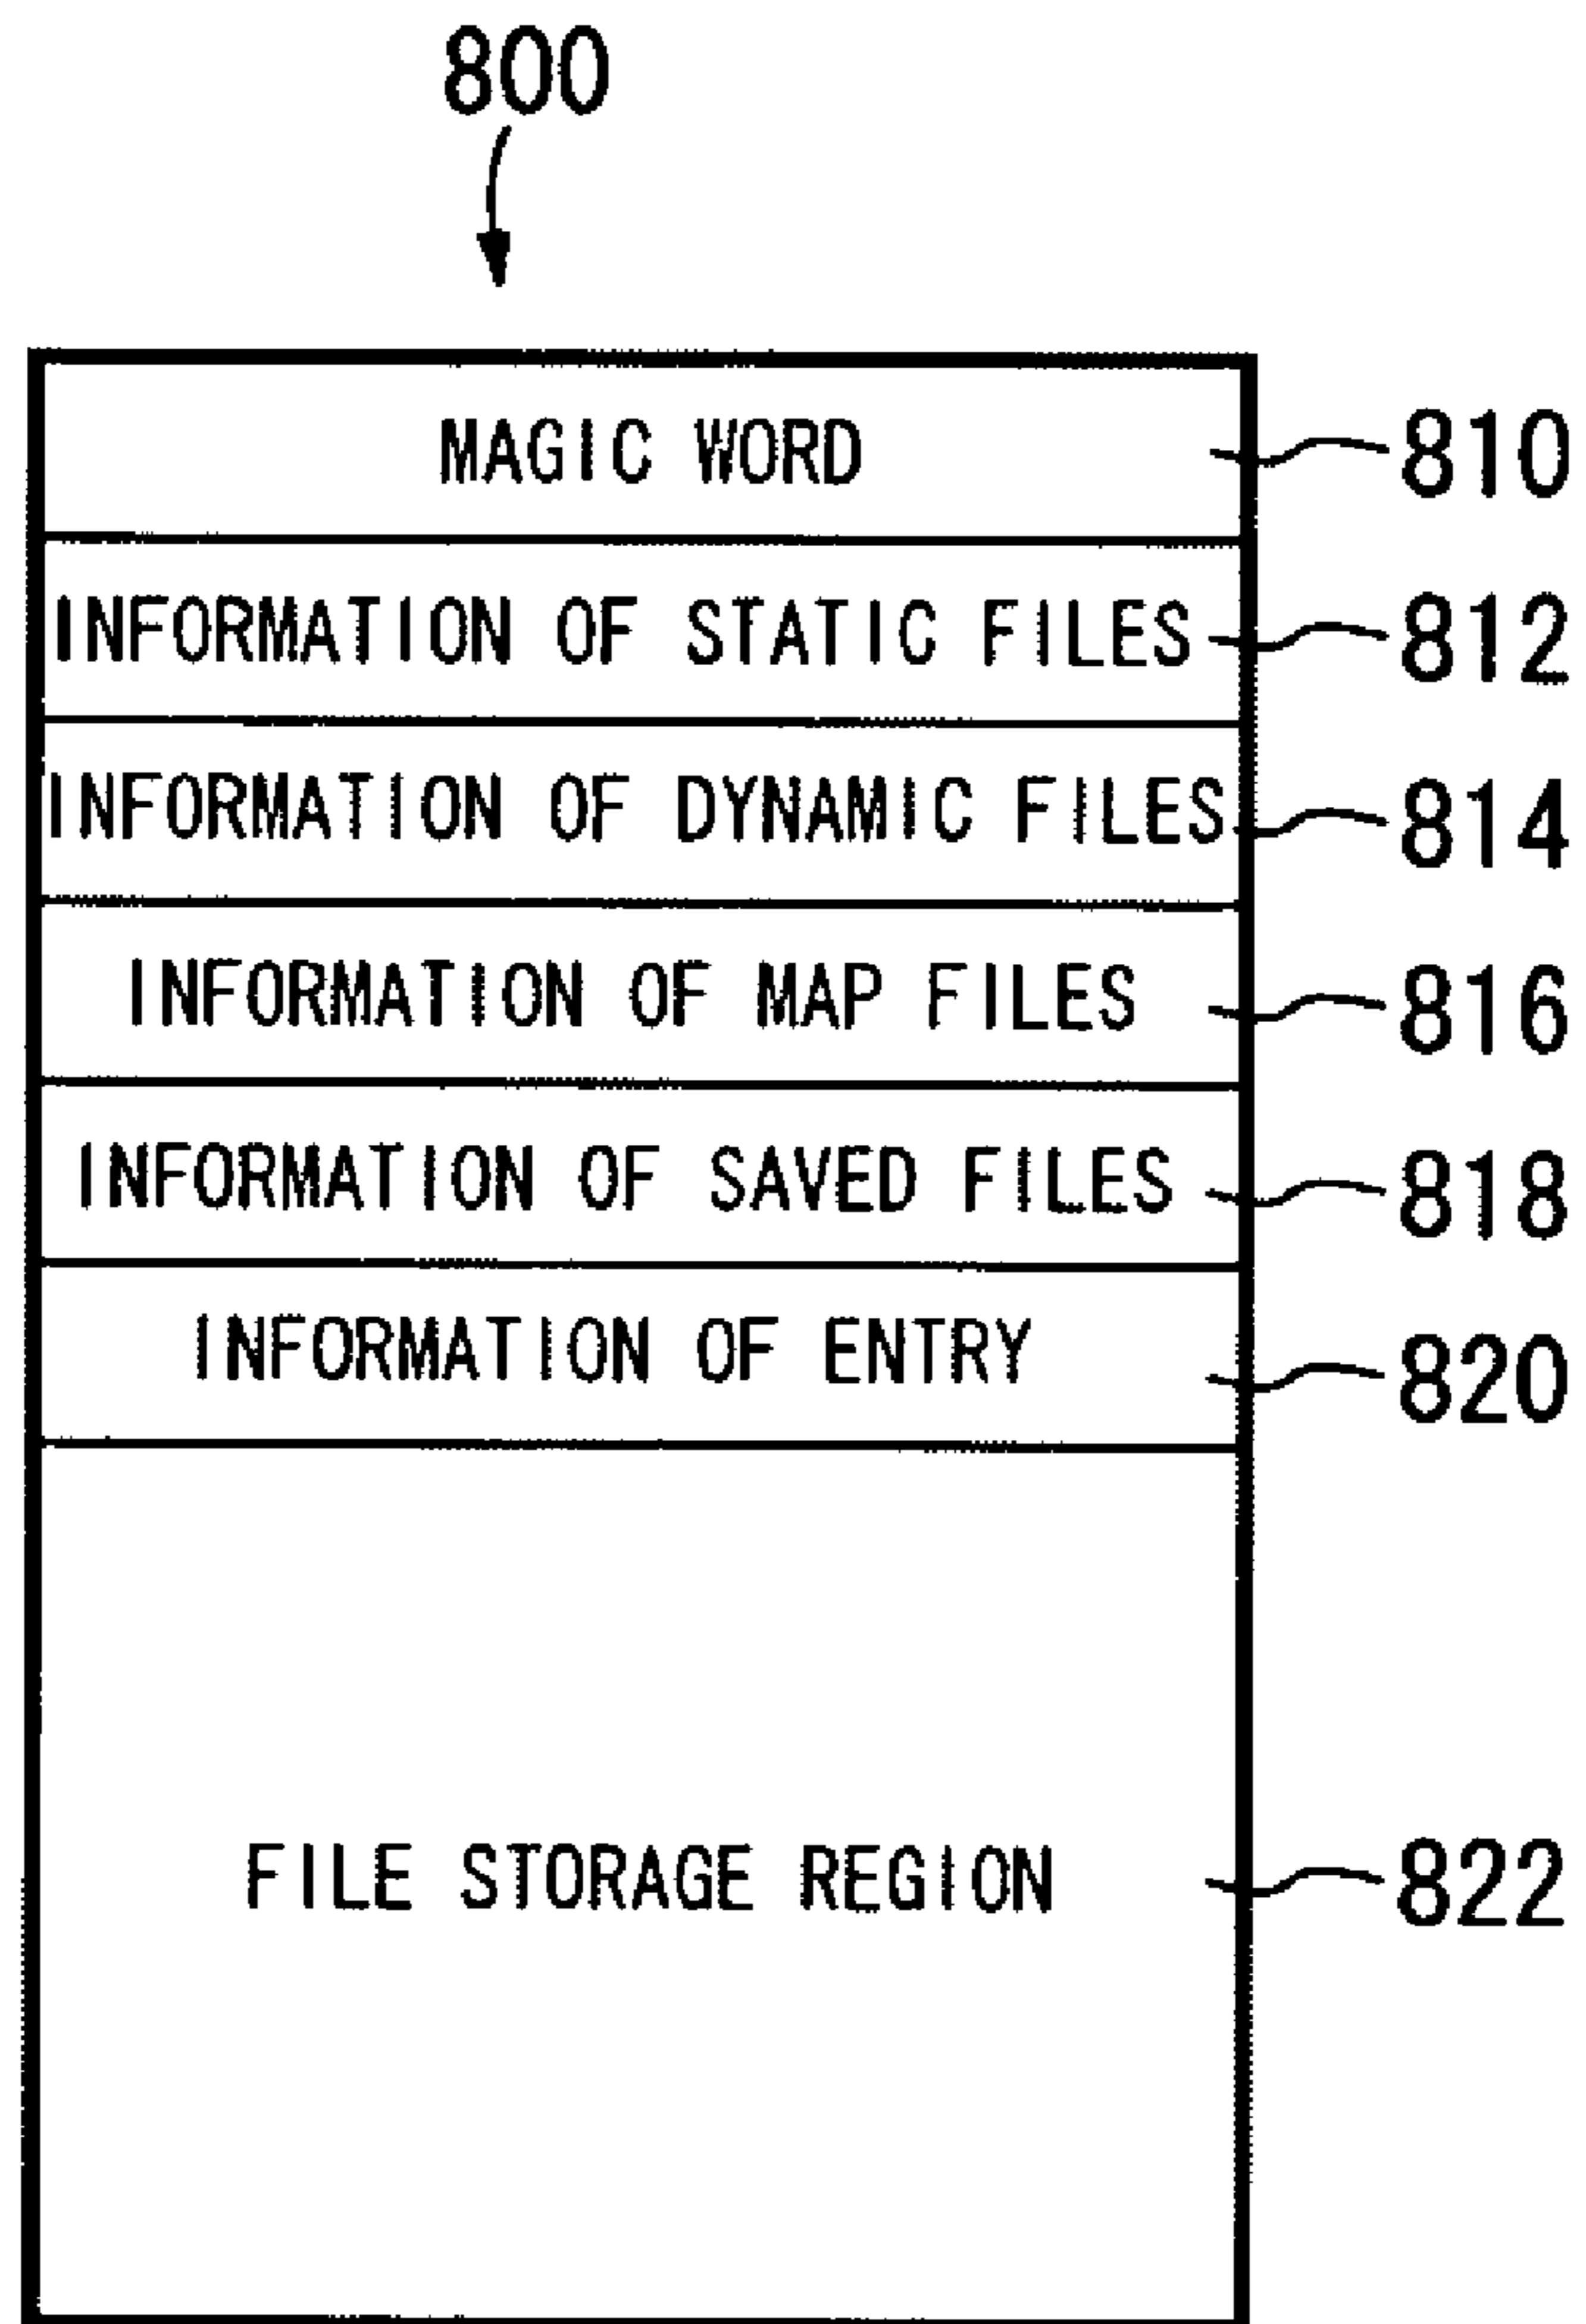 800
MAGIC WORD 810
INFORMATION OF STATIC FILES 812
INFORMATION OF DYNAMIC FILES 814
INFORMATION OF MAP FILES 816
INFORMATION OF SAVED FILES 818
INFORMATION OF ENTRY 820
FILE STORAGE REGION 822